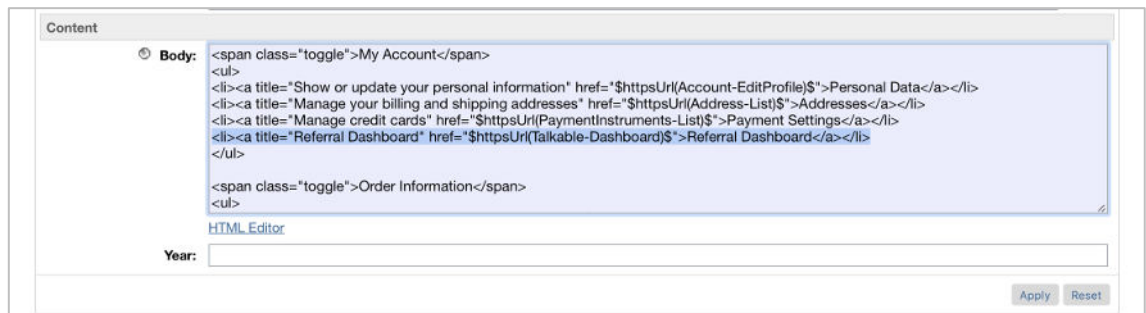 Content
Body:
<span class="toggle">My Account</span>
<ul>
<li><a title="Show or update your personal information" href="$httpsUrl(Account-EditProfile)$">Personal Data</a></li>
<li><a title="Manage your billing and shipping addresses" href="$httpsUrl(Address-List)$">Addresses</a></li>
<li><a title="Manage credit cards" href="$httpsUrl(PaymentInstruments-List)$">Payment Settings</a></li>
<li><a title="Referral Dashboard" href="$httpsUrl(Talkable-Dashboard)$">Referral Dashboard</a></li>
</ul>
<span class="toggle">Order Information</span>
<ul>
HTML Editor
Year:
Apply Reset